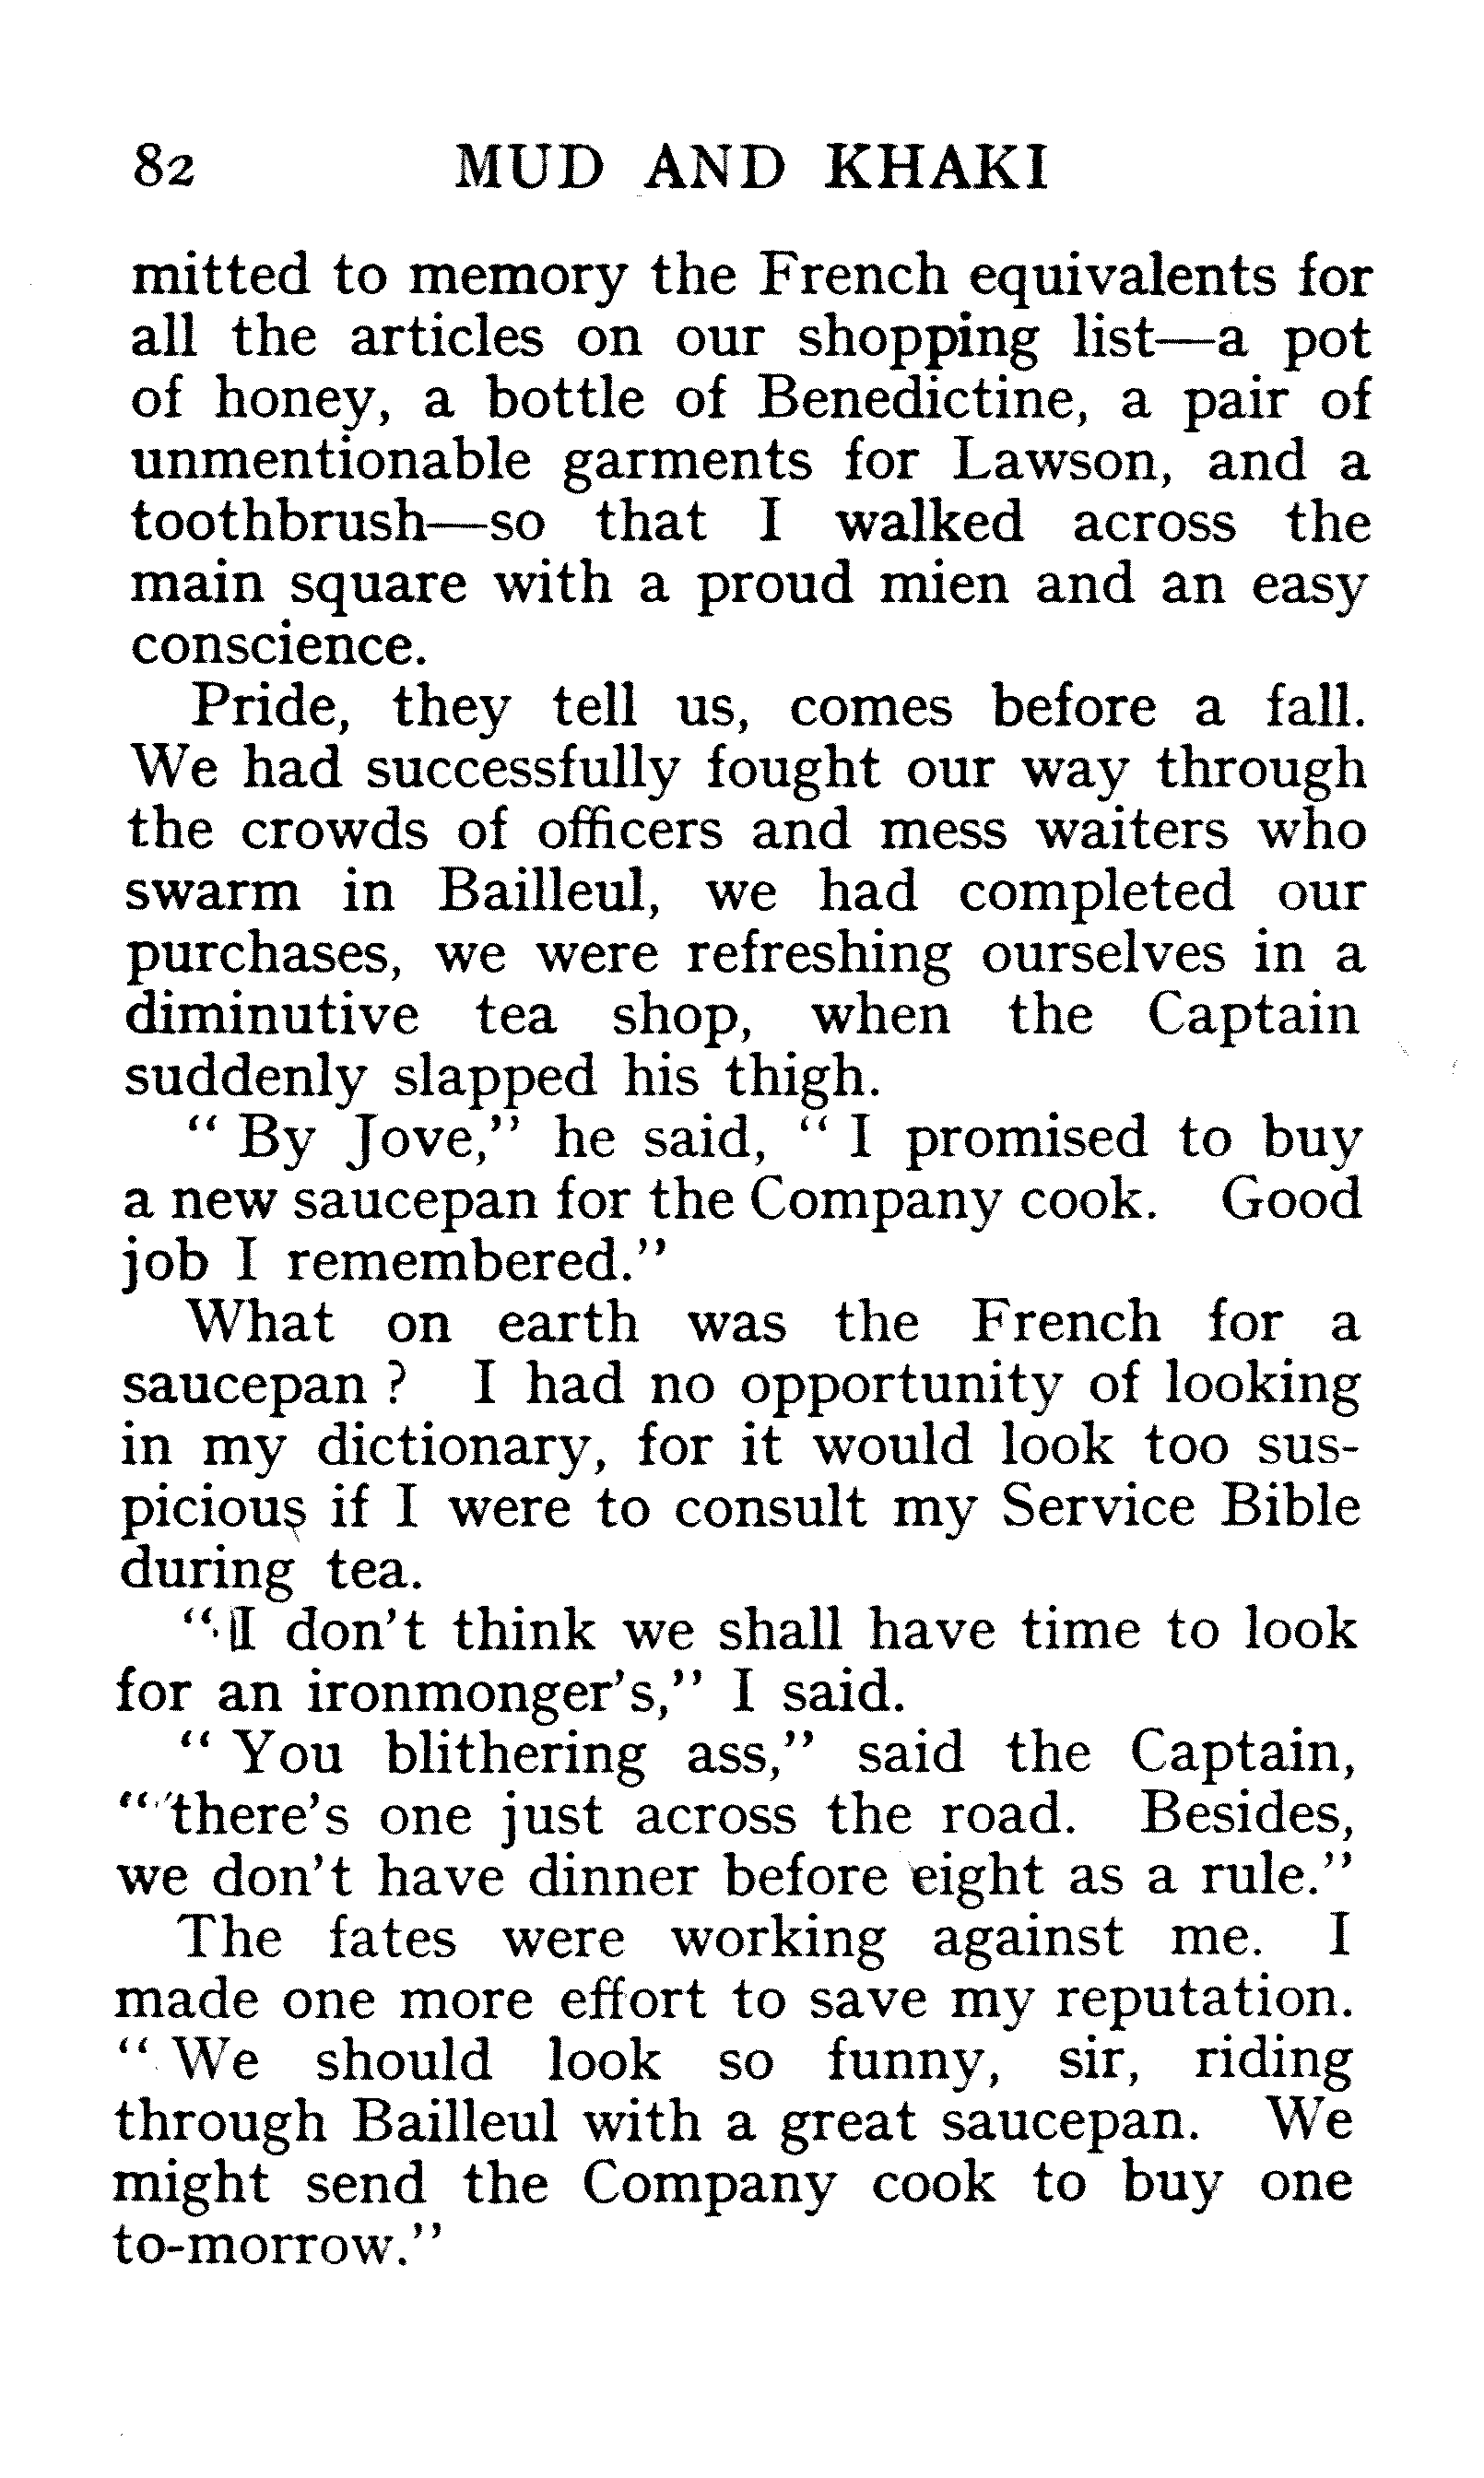 82 MUD AND KHAKI
mitted to memory the French equivalents for
all the articles on our shopping list—a pot
of honey, a bottle of Benedictine, a pair of
unmentionable garments for Lawson, and a
toothbrush—so that I walked across the
main square with a proud mien and an easy
conscience.
Pride, they tell us, comes before a fall.
We had successfully fought our way through
the crowds of officers and mess waiters who
swarm in Bailleul, we had completed our
purchases, we were refreshing ourselves in a
diminutive tea shop, when the Captain
suddenly slapped his thigh.
“ By Jove,” he said, “ I promised to buy
a new saucepan for the Company cook. Good
job I remembered.”
What on earth was the French for a
saucepan ? I had no opportunity of looking
in my dictionary, for it would look too sus-
picious if I were to consult my Service Bible
during tea.
“ I don’t think we shall have time to look
for an ironmonger’s,” I said.
“ You blithering ass,” said the Captain,
“ there’s one just across the road. Besides,
we don’t have dinner before eight as a rule.”
The fates were working against me. I
made one more effort to save my reputation.
“ We should look so funny, sir, riding
through Bailleul with a great saucepan. We
might send the Company cook to buy one
to-morrow.”